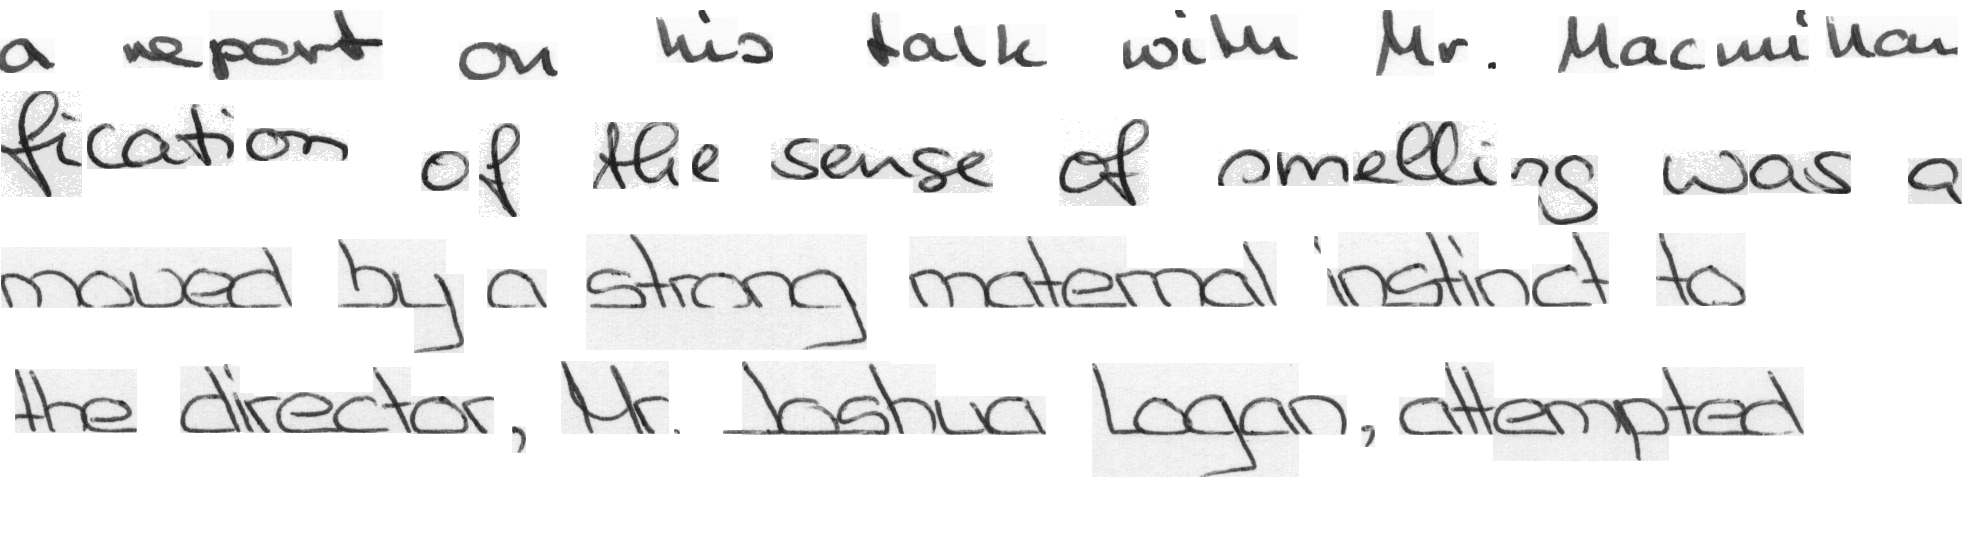 a report on his talk with Mr. Macmillan
fication of the sense of smelling was a
moved by a strong maternal instinct to
the director, Mr. Joshua Logan, attempted